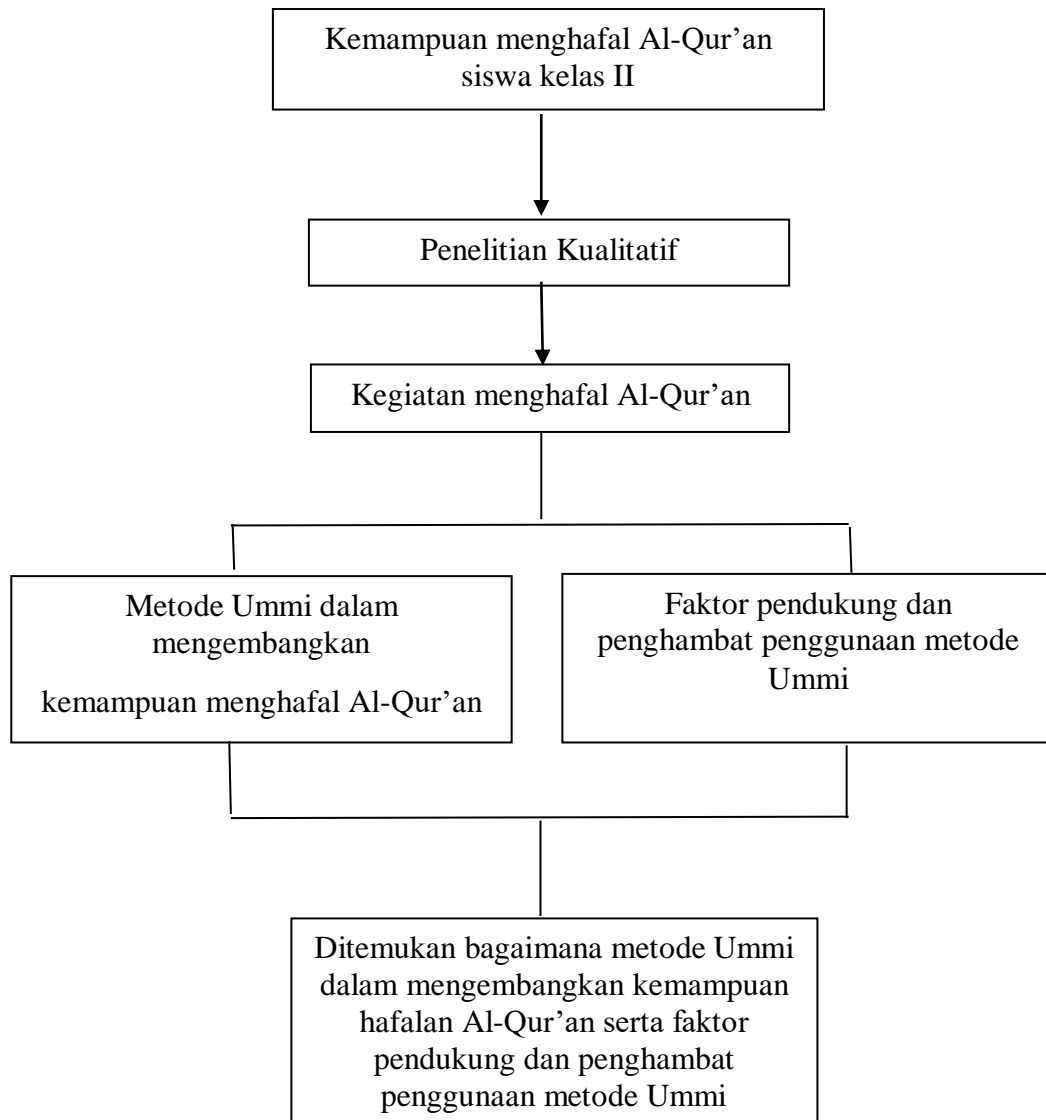 Kemampuan menghafal Al-Qur’an
siswa kelas II
Penelitian Kualitatif
Kegiatan menghafal Al-Qur’an
Metode Ummi dalam
mengembangkan
kemampuan menghafal Al-Qur’an
Faktor pendukung dan
penghambat penggunaan metode
Ummi
Ditemukan bagaimana metode Ummi
dalam mengembangkan kemampuan
hafalan Al-Qur’an serta faktor
pendukung dan penghambat
penggunaan metode Ummi